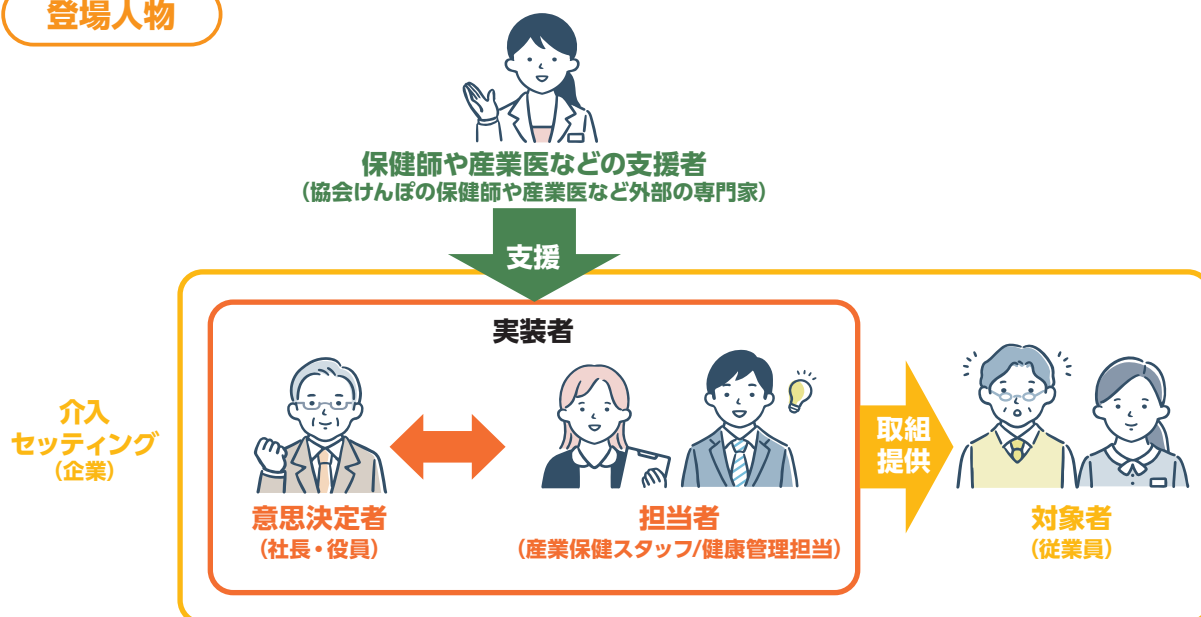 登場人物
保健師や産業医などの支援者
（協会けんぽの保健師や産業医など外部の専門家）
支援
実装者
介入
セッティング
（企業）
取組
提供
意思決定者
（社長・役員）
担当者
（産業保健スタッフ/健康管理担当）
対象者
（従業員）